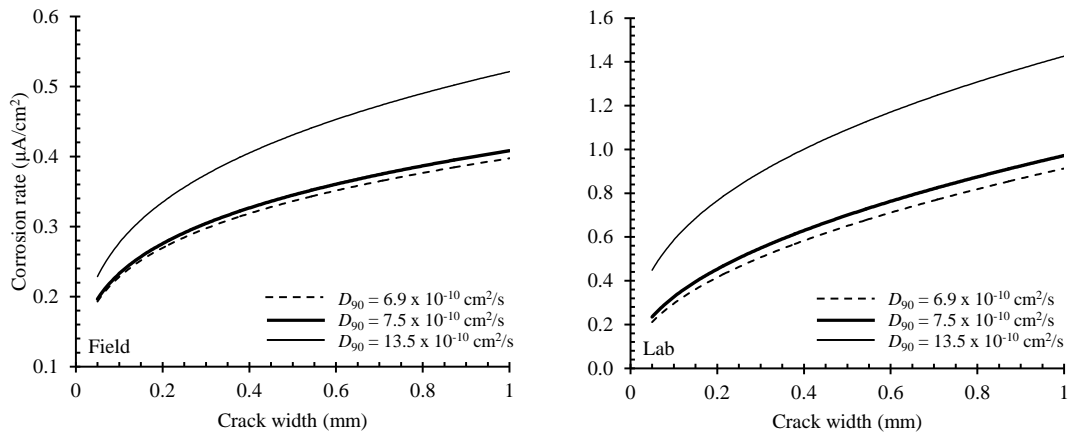 0.6
0.5
0.4
0.3
0.2
0.1
Corrosion rate (µA/cm²)
D₉₀ = 6.9 x 10⁻¹⁰ cm²/s
D₉₀ = 7.5 x 10⁻¹⁰ cm²/s
D₉₀ = 13.5 x 10⁻¹⁰ cm²/s
Field
0 0.2 0.4 0.6 0.8 1
Crack width (mm)
1.6
1.4
1.2
1.0
0.8
0.6
0.4
0.2
0.0
D₉₀ = 6.9 x 10⁻¹⁰ cm²/s
D₉₀ = 7.5 x 10⁻¹⁰ cm²/s
D₉₀ = 13.5 x 10⁻¹⁰ cm²/s
Lab
0 0.2 0.4 0.6 0.8 1
Crack width (mm)